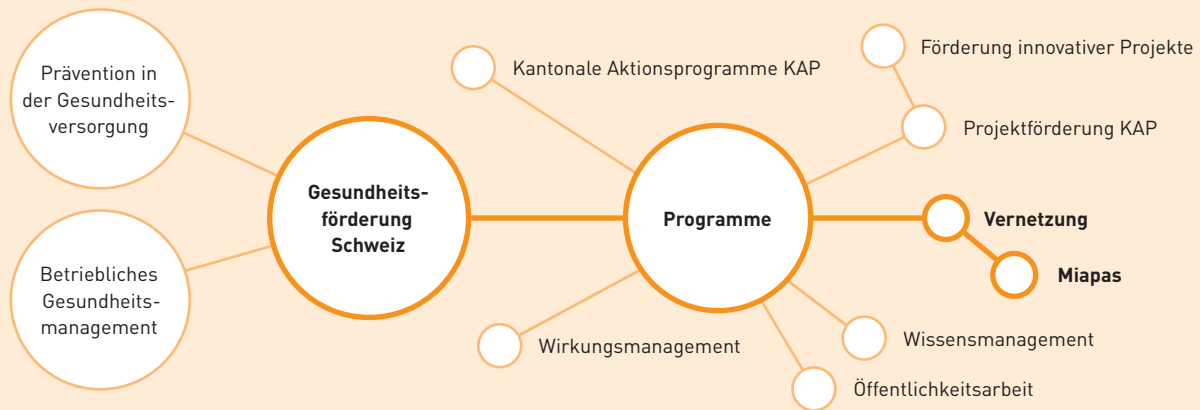 Prävention in
der Gesundheits-
versorgung
Betriebliches
Gesundheits-
management
Gesundheits-
förderung
Schweiz
Kantonale Aktionsprogramme KAP
Programme
Förderung innovativer Projekte
Projektförderung KAP
Vernetzung
Miapas
Wissensmanagement
Öffentlichkeitsarbeit
Wirkungsmanagement